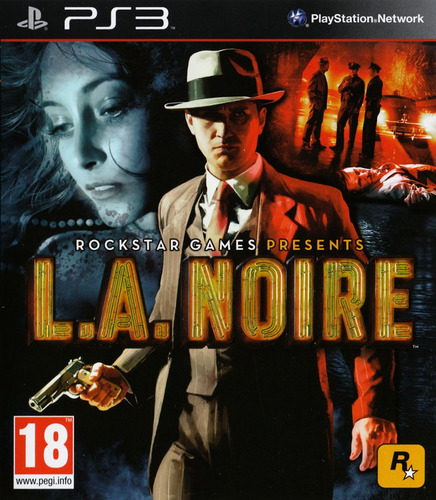 PS3
PlayStation®Network
ROCKSTAR GAMES PRESENTS
L.A. NOIRE
TM
18
www.pegi.info
R★